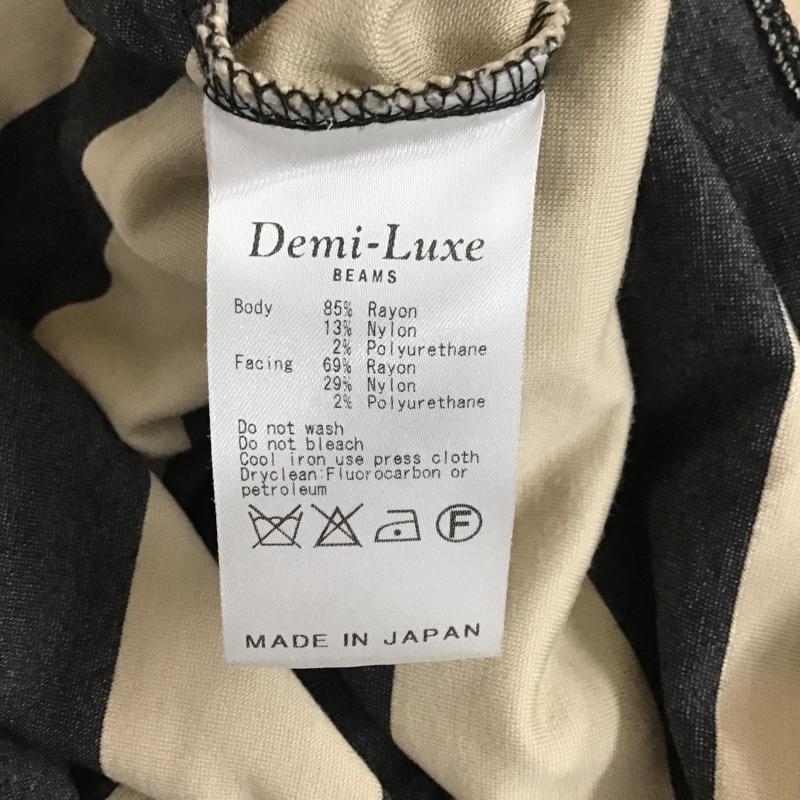 Demi-Luxe
BEAMS
Body 85% Rayon
13% Nylon
2% Polyurethane
Facing 69% Rayon
29% Nylon
2% Polyurethane
Do not wash
Do not bleach
Cool iron use press cloth
Dryclean:Fluorocarbon or
petroleum
F
MADE IN JAPAN